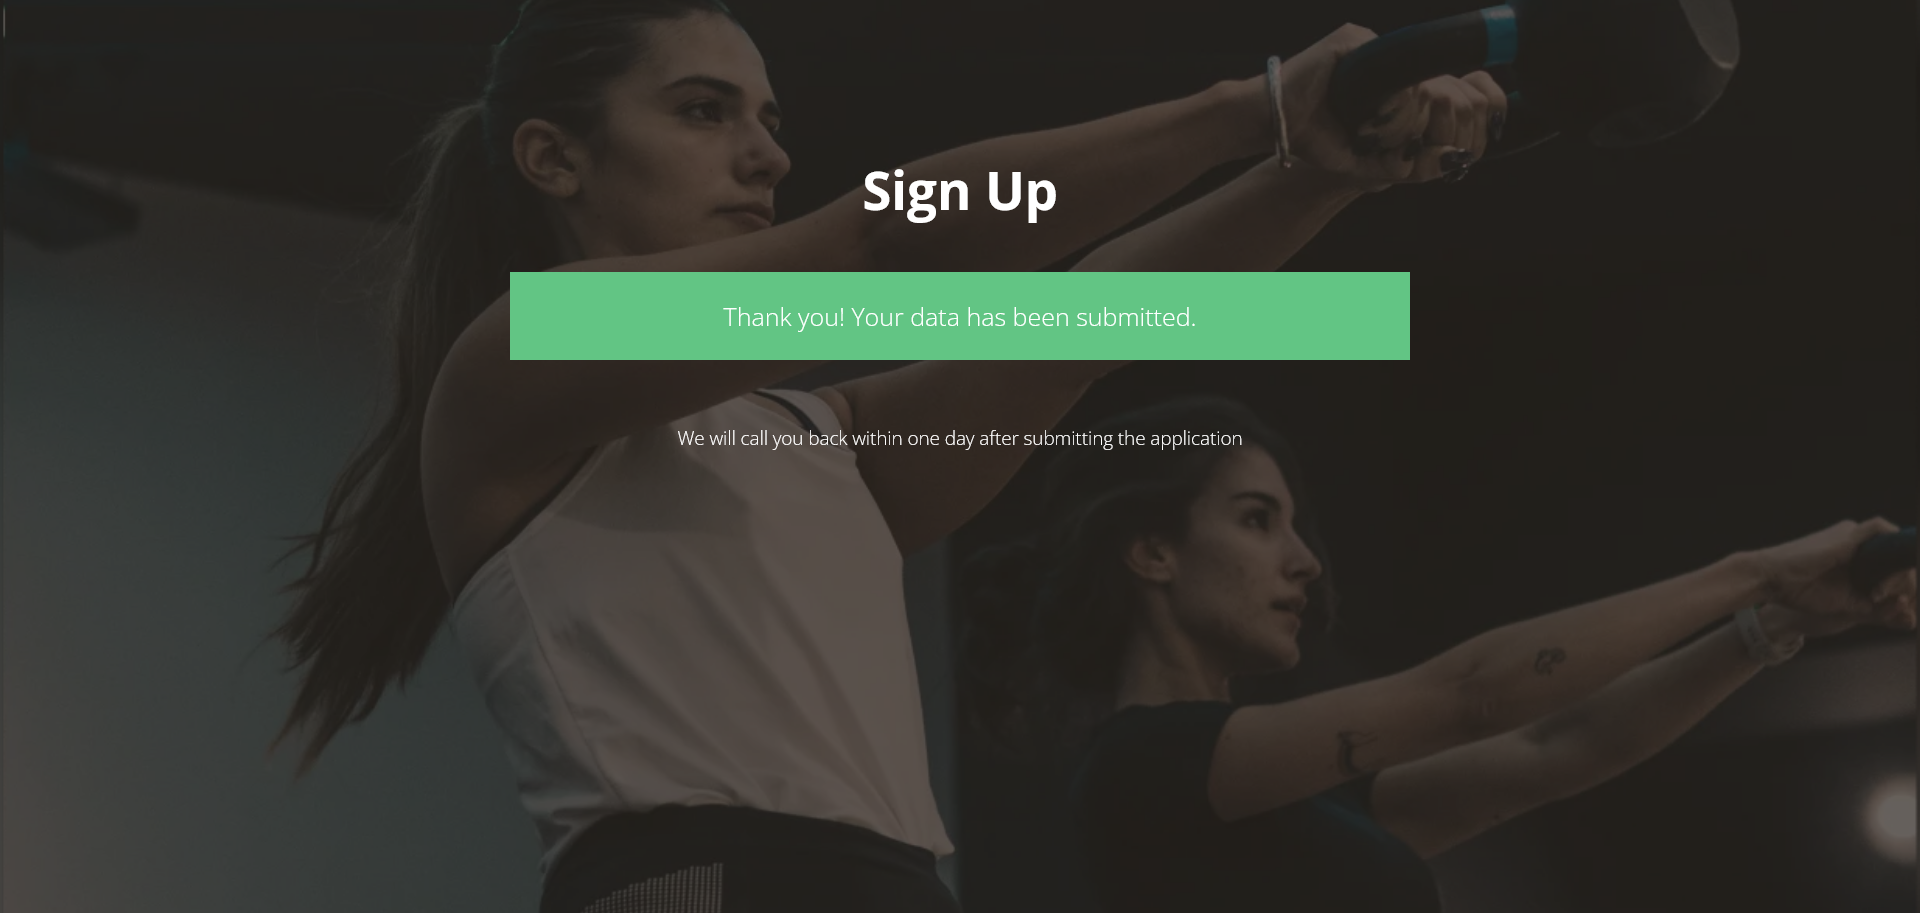 Sign Up
Thank you! Your data has been submitted.
We will call you back within one day after submitting the application